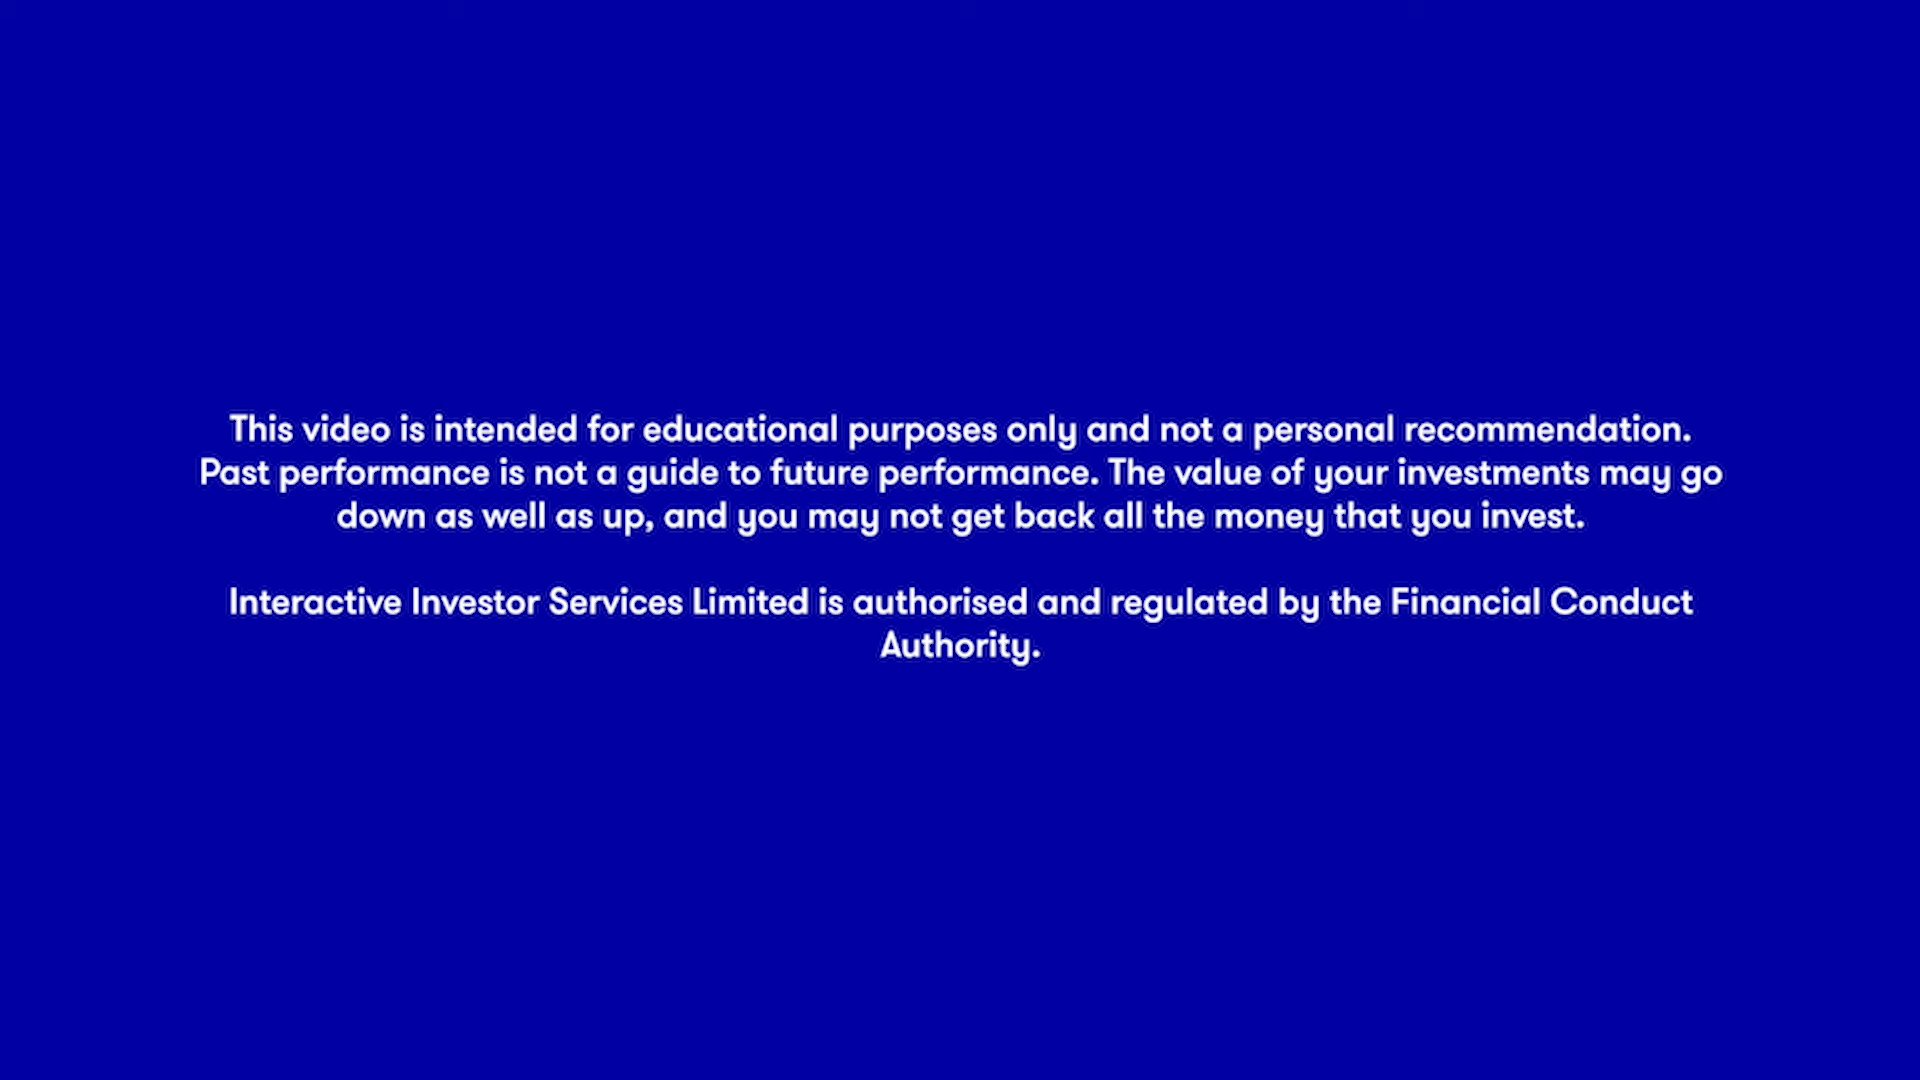 This video is intended for educational purposes only and not a personal recommendation.
Past performance is not a guide to future performance. The value of your investments may go
down as well as up, and you may not get back all the money that you invest.
Interactive Investor Services Limited is authorised and regulated by the Financial Conduct
Authority.